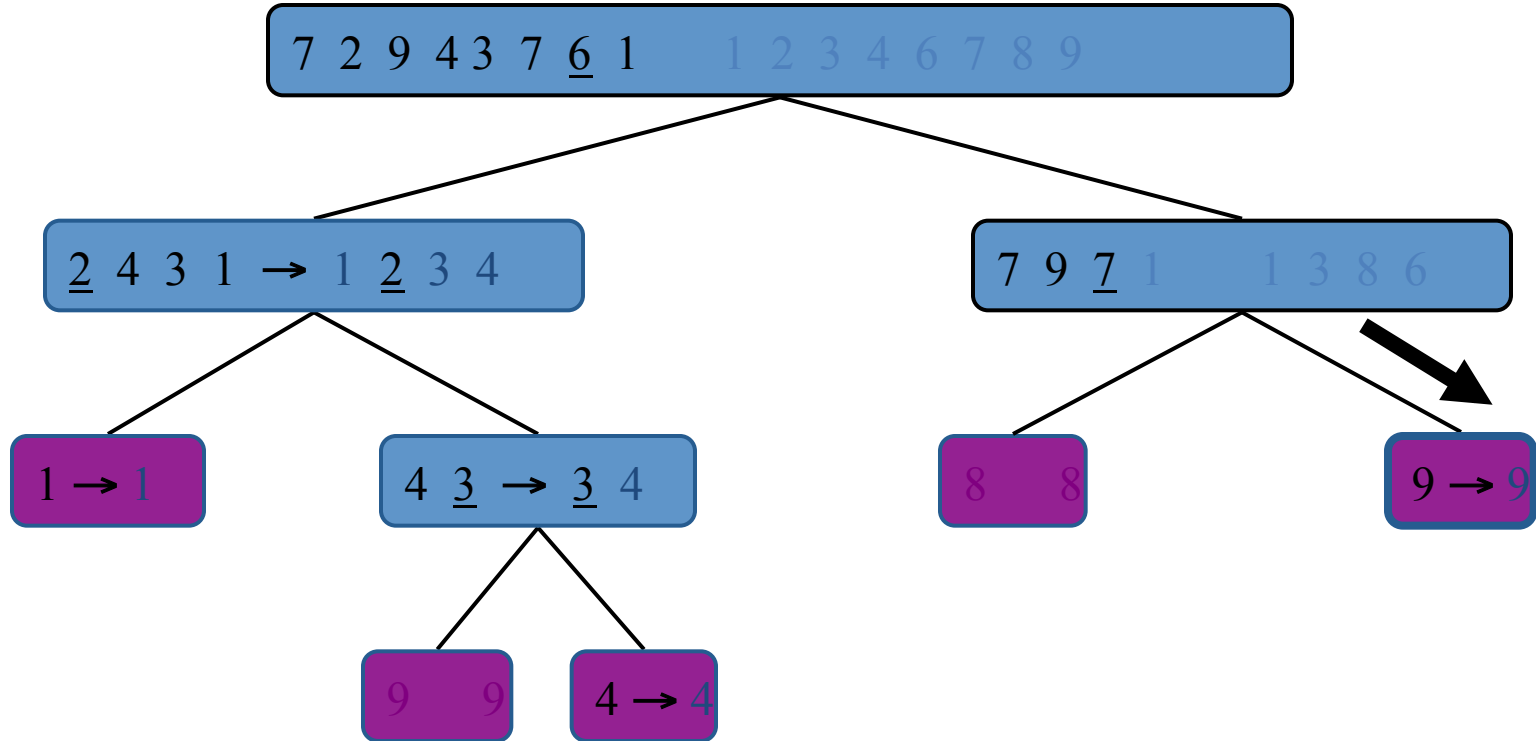 7 2 9 4 3 7 6 1 1 2 3 4 6 7 8 9
2 4 3 1 → 1 2 3 4
7 9 7 1 1 3 8 6
1 → 1
4 3 → 3 4
8 8
9 → 9
9 9
4 → 4